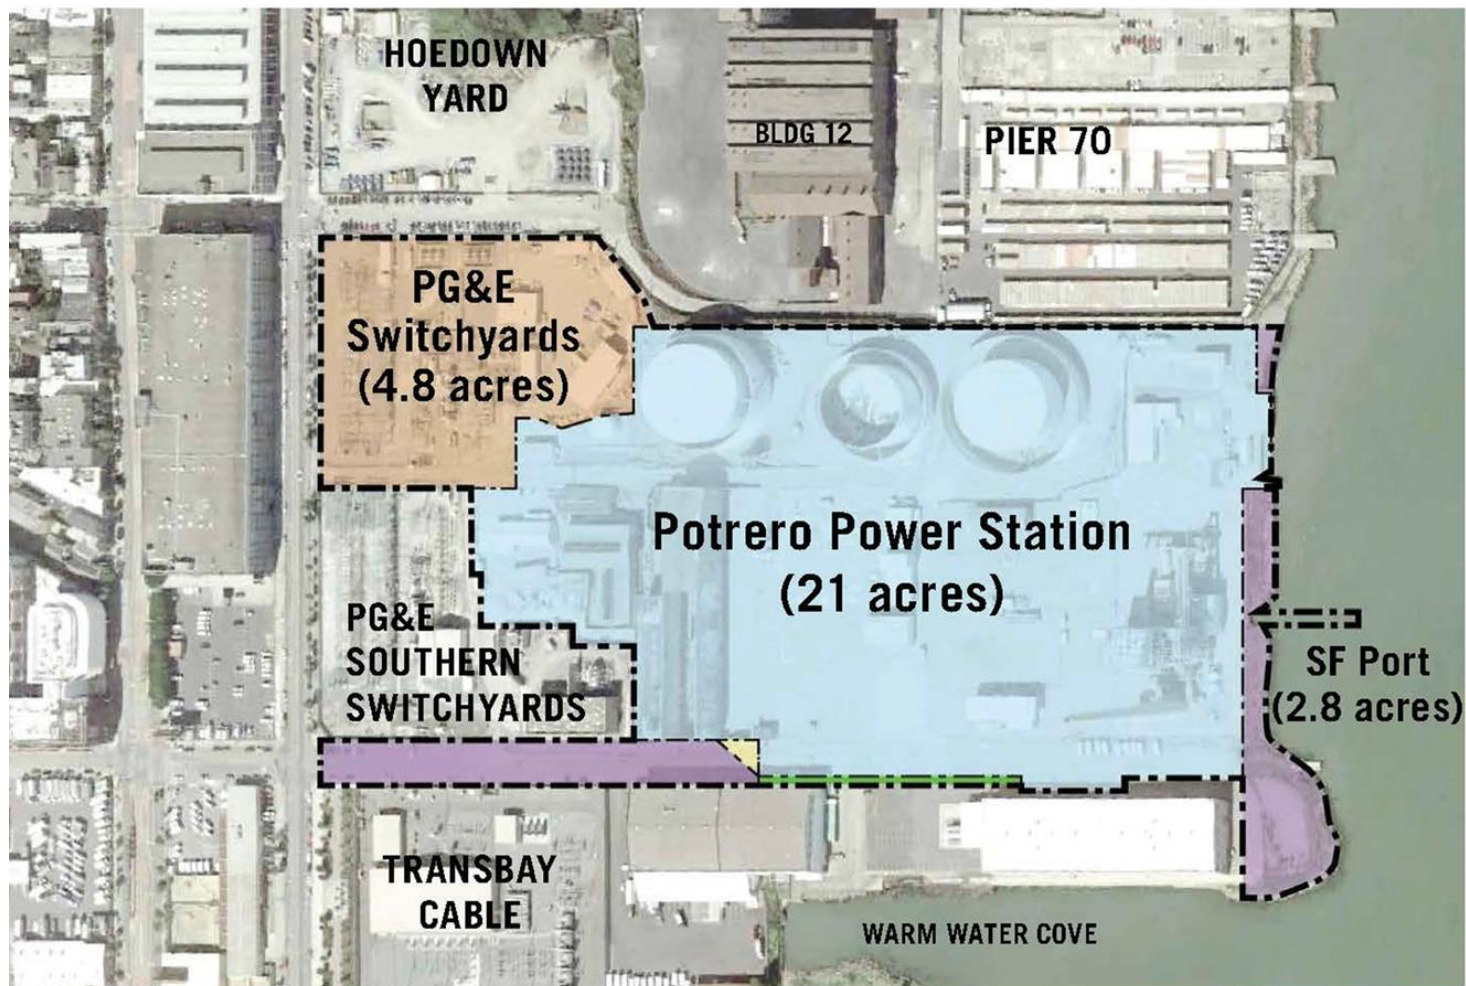 HOEDOWN
YARD
BLDG 12
PIER 70
PG&E
Switchyards
(4.8 acres)
Potrero Power Station
(21 acres)
PG&E
SOUTHERN
SWITCHYARDS
SF Port
(2.8 acres)
TRANSBAY
CABLE
WARM WATER COVE